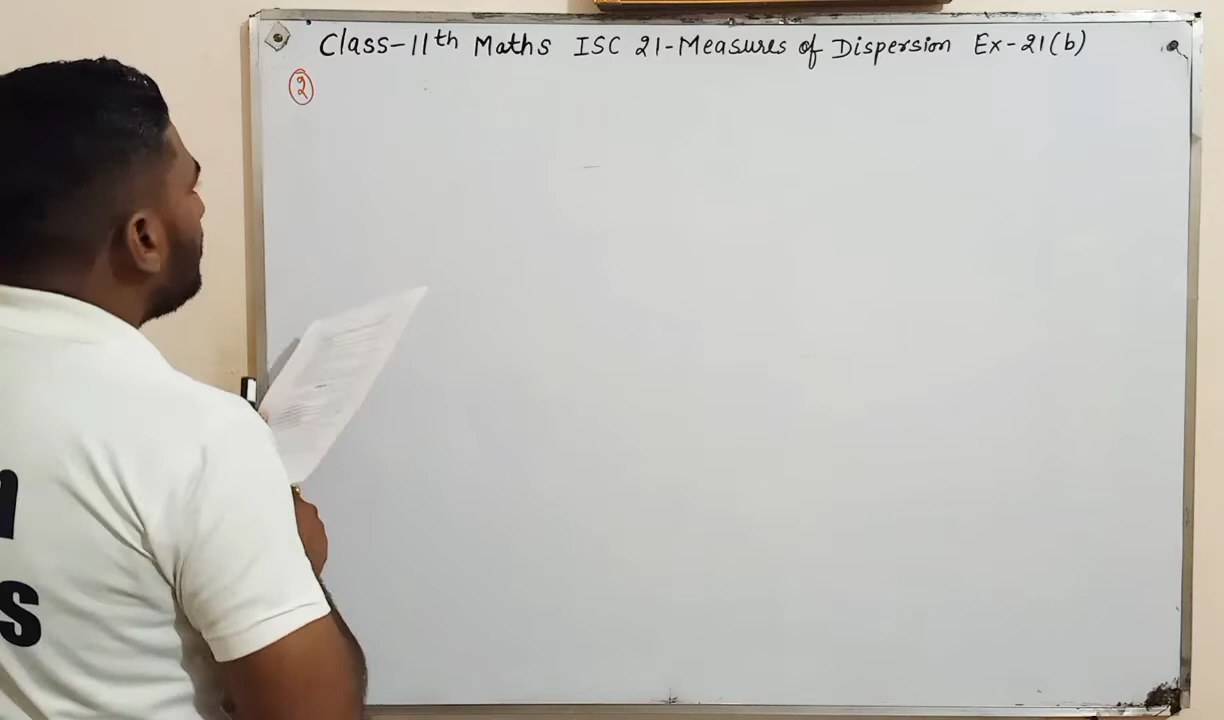 Class-11th Maths ISC 21-Measures of Dispersion Ex-21(b)
2